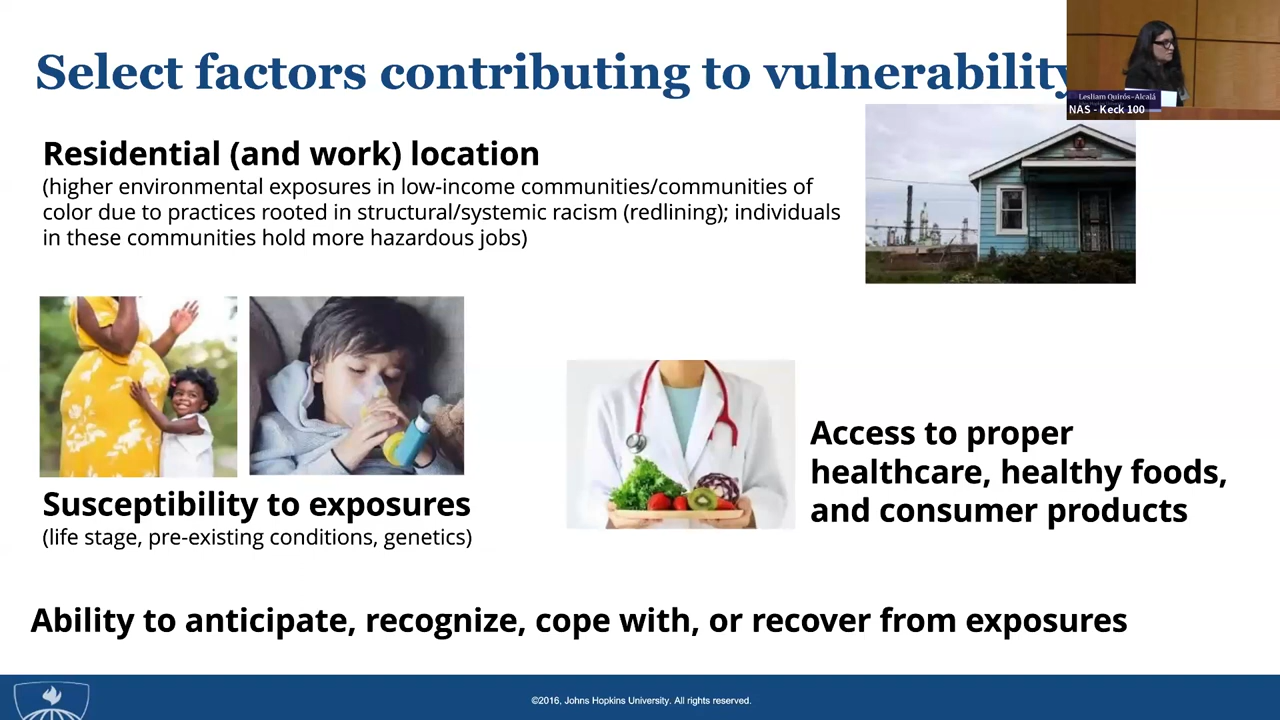 Select factors contributing to vulnerability
Lesliam Quirós-Alcalá
NAS - Keck 100
Residential (and work) location
(higher environmental exposures in low-income communities/communities of
color due to practices rooted in structural/systemic racism (redlining); individuals
in these communities hold more hazardous jobs)
Susceptibility to exposures
(life stage, pre-existing conditions, genetics)
Access to proper
healthcare, healthy foods,
and consumer products
Ability to anticipate, recognize, cope with, or recover from exposures
©2016, Johns Hopkins University. All rights reserved.